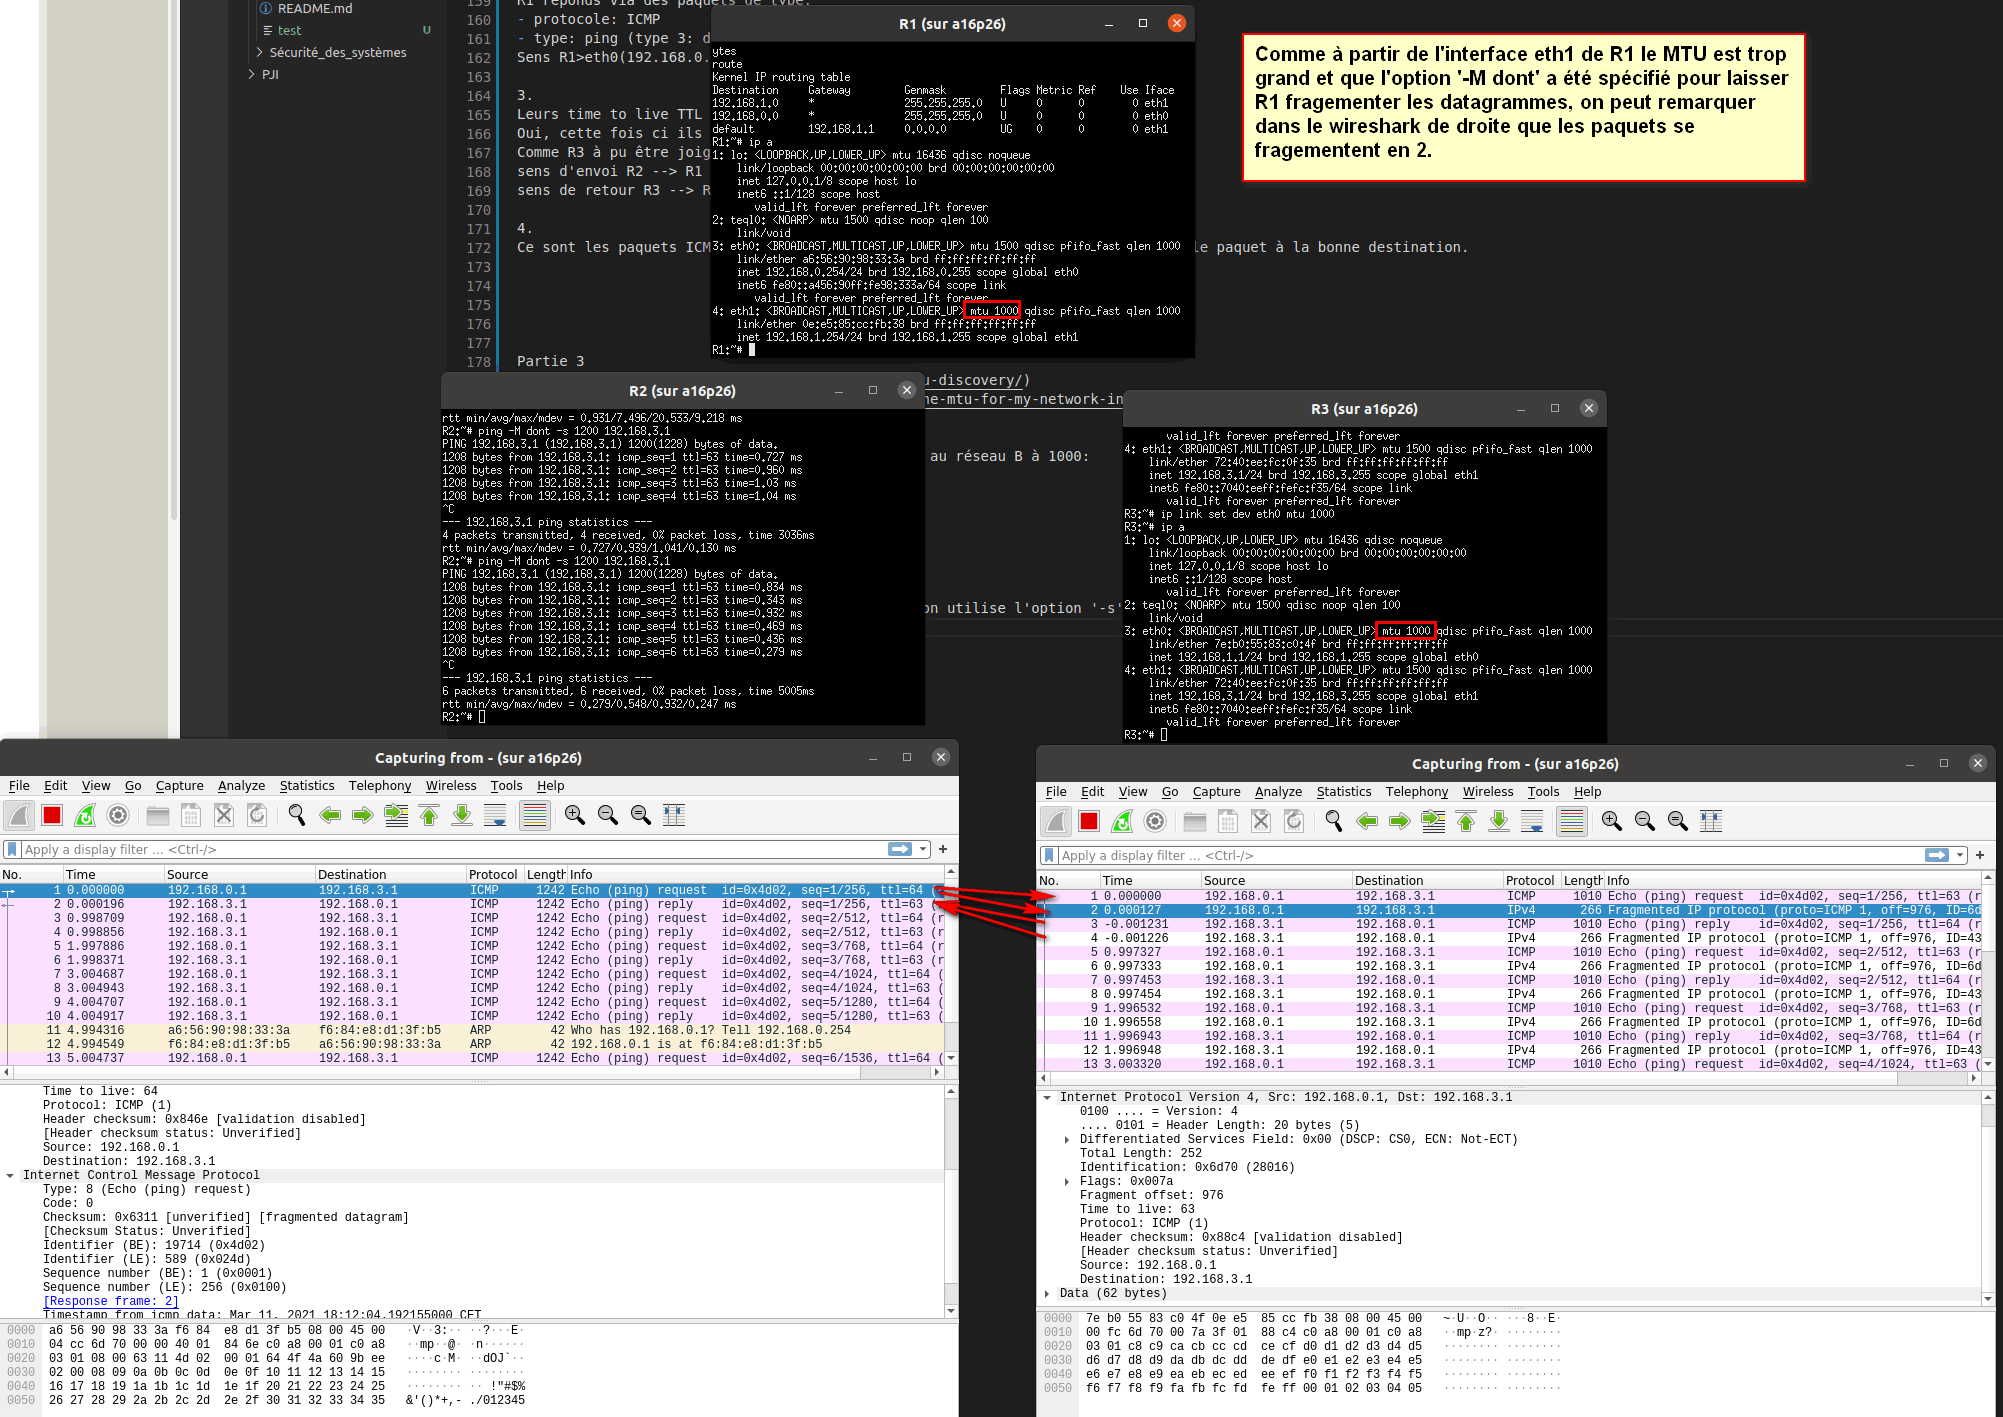 README.md
test U
Sécurité_des_systèmes
PJI
159
160 - protocole: ICMP
161 - type: ping (type 3: d
162 Sens R1>eth0(192.168.0.
163
164 3.
165 Leurs time to live TTL
166 Oui, cette fois ci ils
167 Comme R3 à pu être joig
168 sens d'envoi R2 --> R1
169 sens de retour R3 --> R
170
171 4.
172 Ce sont les paquets ICM le paquet à la bonne destination.
173
174
175
176
177
178 Partie 3
u-discovery/)
ne-mtu-for-my-network-in
au réseau B à 1000:
on utilise l'option '-s'
R1 (sur a16p26)
ytes
route
Kernel IP routing table
Destination Gateway Genmask Flags Metric Ref Use Iface
192.168.1.0 * 255.255.255.0 U 0 0 0 eth1
192.168.0.0 * 255.255.255.0 U 0 0 0 eth0
default 192.168.1.1 0.0.0.0 UG 0 0 0 eth1
R1:~# ip a
1: lo: <LOOPBACK,UP,LOWER_UP> mtu 16436 qdisc noqueue
link/loopback 00:00:00:00:00:00 brd 00:00:00:00:00:00
inet 127.0.0.1/8 scope host lo
inet6 ::1/128 scope host
valid_lft forever preferred_lft forever
2: teql0: <NOARP> mtu 1500 qdisc noop qlen 100
link/void
3: eth0: <BROADCAST,MULTICAST,UP,LOWER_UP> mtu 1500 qdisc pfifo_fast qlen 1000
link/ether a6:56:90:98:33:3a brd ff:ff:ff:ff:ff:ff
inet 192.168.0.254/24 brd 192.168.0.255 scope global eth0
inet6 fe80::a456:90ff:fe98:333a/64 scope link
valid_lft forever preferred_lft forever
4: eth1: <BROADCAST,MULTICAST,UP,LOWER_UP> mtu 1000 qdisc pfifo_fast qlen 1000
link/ether 0e:e5:85:cc:fb:38 brd ff:ff:ff:ff:ff:ff
inet 192.168.1.254/24 brd 192.168.1.255 scope global eth1
R1:~#
Comme à partir de l'interface eth1 de R1 le MTU est trop
grand et que l'option '-M dont' a été spécifié pour laisser
R1 fragementer les datagrammes, on peut remarquer
dans le wireshark de droite que les paquets se
fragementent en 2.
R2 (sur a16p26)
rtt min/avg/max/mdev = 0.931/7.496/20.533/9.218 ms
R2:~# ping -M dont -s 1200 192.168.3.1
PING 192.168.3.1 (192.168.3.1) 1200(1228) bytes of data.
1208 bytes from 192.168.3.1: icmp_seq=1 ttl=63 time=0.727 ms
1208 bytes from 192.168.3.1: icmp_seq=2 ttl=63 time=0.960 ms
1208 bytes from 192.168.3.1: icmp_seq=3 ttl=63 time=1.03 ms
1208 bytes from 192.168.3.1: icmp_seq=4 ttl=63 time=1.04 ms
^C
--- 192.168.3.1 ping statistics ---
4 packets transmitted, 4 received, 0% packet loss, time 3036ms
rtt min/avg/max/mdev = 0.727/0.939/1.041/0.130 ms
R2:~# ping -M dont -s 1200 192.168.3.1
PING 192.168.3.1 (192.168.3.1) 1200(1228) bytes of data.
1208 bytes from 192.168.3.1: icmp_seq=1 ttl=63 time=0.834 ms
1208 bytes from 192.168.3.1: icmp_seq=2 ttl=63 time=0.343 ms
1208 bytes from 192.168.3.1: icmp_seq=3 ttl=63 time=0.932 ms
1208 bytes from 192.168.3.1: icmp_seq=4 ttl=63 time=0.469 ms
1208 bytes from 192.168.3.1: icmp_seq=5 ttl=63 time=0.436 ms
1208 bytes from 192.168.3.1: icmp_seq=6 ttl=63 time=0.279 ms
^C
--- 192.168.3.1 ping statistics ---
6 packets transmitted, 6 received, 0% packet loss, time 5005ms
rtt min/avg/max/mdev = 0.279/0.548/0.932/0.247 ms
R2:~#
R3 (sur a16p26)
valid_lft forever preferred_lft forever
4: eth1: <BROADCAST,MULTICAST,UP,LOWER_UP> mtu 1500 qdisc pfifo_fast qlen 1000
link/ether 72:40:ee:fc:0f:35 brd ff:ff:ff:ff:ff:ff
inet 192.168.3.1/24 brd 192.168.3.255 scope global eth1
inet6 fe80::7040:eeff:fefc:f35/64 scope link
valid_lft forever preferred_lft forever
R3:~# ip link set dev eth0 mtu 1000
R3:~# ip a
1: lo: <LOOPBACK,UP,LOWER_UP> mtu 16436 qdisc noqueue
link/loopback 00:00:00:00:00:00 brd 00:00:00:00:00:00
inet 127.0.0.1/8 scope host lo
inet6 ::1/128 scope host
valid_lft forever preferred_lft forever
2: teql0: <NOARP> mtu 1500 qdisc noop qlen 100
link/void
3: eth0: <BROADCAST,MULTICAST,UP,LOWER_UP> mtu 1000 qdisc pfifo_fast qlen 1000
link/ether 7e:b0:55:83:c0:4f brd ff:ff:ff:ff:ff:ff
inet 192.168.1.1/24 brd 192.168.1.255 scope global eth0
4: eth1: <BROADCAST,MULTICAST,UP,LOWER_UP> mtu 1500 qdisc pfifo_fast qlen 1000
link/ether 72:40:ee:fc:0f:35 brd ff:ff:ff:ff:ff:ff
inet 192.168.3.1/24 brd 192.168.3.255 scope global eth1
inet6 fe80::7040:eeff:fefc:f35/64 scope link
valid_lft forever preferred_lft forever
R3:~#
Capturing from - (sur a16p26)
File Edit View Go Capture Analyze Statistics Telephony Wireless Tools Help
Apply a display filter ... <Ctrl-/>
No. Time Source Destination Protocol Length Info
1 0.000000 192.168.0.1 192.168.3.1 ICMP 1242 Echo (ping) request id=0x4d02, seq=1/256, ttl=64 (
2 0.000196 192.168.3.1 192.168.0.1 ICMP 1242 Echo (ping) reply id=0x4d02, seq=1/256, ttl=63 (
3 0.998709 192.168.0.1 192.168.3.1 ICMP 1242 Echo (ping) request id=0x4d02, seq=2/512, ttl=64 (r
4 0.998856 192.168.3.1 192.168.0.1 ICMP 1242 Echo (ping) reply id=0x4d02, seq=2/512, ttl=63 (r
5 1.997886 192.168.0.1 192.168.3.1 ICMP 1242 Echo (ping) request id=0x4d02, seq=3/768, ttl=64 (r
6 1.998371 192.168.3.1 192.168.0.1 ICMP 1242 Echo (ping) reply id=0x4d02, seq=3/768, ttl=63 (r
7 3.004687 192.168.0.1 192.168.3.1 ICMP 1242 Echo (ping) request id=0x4d02, seq=4/1024, ttl=64 (
8 3.004943 192.168.3.1 192.168.0.1 ICMP 1242 Echo (ping) reply id=0x4d02, seq=4/1024, ttl=63 (
9 4.004707 192.168.0.1 192.168.3.1 ICMP 1242 Echo (ping) request id=0x4d02, seq=5/1280, ttl=64 (
10 4.004917 192.168.3.1 192.168.0.1 ICMP 1242 Echo (ping) reply id=0x4d02, seq=5/1280, ttl=63 (
11 4.994316 a6:56:90:98:33:3a f6:84:e8:d1:3f:b5 ARP 42 Who has 192.168.0.1? Tell 192.168.0.254
12 4.994549 f6:84:e8:d1:3f:b5 a6:56:90:98:33:3a ARP 42 192.168.0.1 is at f6:84:e8:d1:3f:b5
13 5.004737 192.168.0.1 192.168.3.1 ICMP 1242 Echo (ping) request id=0x4d02, seq=6/1536, ttl=64 (
Time to live: 64
Protocol: ICMP (1)
Header checksum: 0x846e [validation disabled]
[Header checksum status: Unverified]
Source: 192.168.0.1
Destination: 192.168.3.1
Internet Control Message Protocol
Type: 8 (Echo (ping) request)
Code: 0
Checksum: 0x6311 [unverified] [fragmented datagram]
[Checksum Status: Unverified]
Identifier (BE): 19714 (0x4d02)
Identifier (LE): 589 (0x024d)
Sequence number (BE): 1 (0x0001)
Sequence number (LE): 256 (0x0100)
[Response frame: 2]
Timestamp from icmp data: Mar 11, 2021 18:12:04.192155000 CET
0000 a6 56 90 98 33 3a f6 84 e8 d1 3f b5 08 00 45 00 ·V··3:·· ··?···E·
0010 04 cc 6d 70 00 00 40 01 84 6e c0 a8 00 01 c0 a8 ··mp··@· ·n······
0020 03 01 08 00 63 11 4d 02 00 01 64 4f 4a 60 9b ee ····c·M· ··dOJ`··
0030 02 00 08 09 0a 0b 0c 0d 0e 0f 10 11 12 13 14 15 ········ ········
0040 16 17 18 19 1a 1b 1c 1d 1e 1f 20 21 22 23 24 25 ········ ·· !"#$%
0050 26 27 28 29 2a 2b 2c 2d 2e 2f 30 31 32 33 34 35 &'()*+,- ./012345
Capturing from - (sur a16p26)
File Edit View Go Capture Analyze Statistics Telephony Wireless Tools Help
Apply a display filter ... <Ctrl-/>
No. Time Source Destination Protocol Length Info
1 0.000000 192.168.0.1 192.168.3.1 ICMP 1010 Echo (ping) request id=0x4d02, seq=1/256, ttl=63 (r
2 0.000127 192.168.0.1 192.168.3.1 IPv4 266 Fragmented IP protocol (proto=ICMP 1, off=976, ID=6d
3 -0.001231 192.168.3.1 192.168.0.1 ICMP 1010 Echo (ping) reply id=0x4d02, seq=1/256, ttl=64 (r
4 -0.001226 192.168.3.1 192.168.0.1 IPv4 266 Fragmented IP protocol (proto=ICMP 1, off=976, ID=43
5 0.997327 192.168.0.1 192.168.3.1 ICMP 1010 Echo (ping) request id=0x4d02, seq=2/512, ttl=63 (r
6 0.997333 192.168.0.1 192.168.3.1 IPv4 266 Fragmented IP protocol (proto=ICMP 1, off=976, ID=6d
7 0.997453 192.168.3.1 192.168.0.1 ICMP 1010 Echo (ping) reply id=0x4d02, seq=2/512, ttl=64 (r
8 0.997454 192.168.3.1 192.168.0.1 IPv4 266 Fragmented IP protocol (proto=ICMP 1, off=976, ID=43
9 1.996532 192.168.0.1 192.168.3.1 ICMP 1010 Echo (ping) request id=0x4d02, seq=3/768, ttl=63 (r
10 1.996558 192.168.0.1 192.168.3.1 IPv4 266 Fragmented IP protocol (proto=ICMP 1, off=976, ID=6d
11 1.996943 192.168.3.1 192.168.0.1 ICMP 1010 Echo (ping) reply id=0x4d02, seq=3/768, ttl=64 (r
12 1.996948 192.168.3.1 192.168.0.1 IPv4 266 Fragmented IP protocol (proto=ICMP 1, off=976, ID=43
13 3.003320 192.168.0.1 192.168.3.1 ICMP 1010 Echo (ping) request id=0x4d02, seq=4/1024, ttl=63 (
Internet Protocol Version 4, Src: 192.168.0.1, Dst: 192.168.3.1
0100 .... = Version: 4
.... 0101 = Header Length: 20 bytes (5)
Differentiated Services Field: 0x00 (DSCP: CS0, ECN: Not-ECT)
Total Length: 252
Identification: 0x6d70 (28016)
Flags: 0x007a
Fragment offset: 976
Time to live: 63
Protocol: ICMP (1)
Header checksum: 0x88c4 [validation disabled]
[Header checksum status: Unverified]
Source: 192.168.0.1
Destination: 192.168.3.1
Data (62 bytes)
0000 7e b0 55 83 c0 4f 0e e5 85 cc fb 38 08 00 45 00 ~·U··O·· ···8··E·
0010 00 fc 6d 70 00 7a 3f 01 88 c4 c0 a8 00 01 c0 a8 ··mp·z?· ········
0020 03 01 c8 c9 ca cb cc cd ce cf d0 d1 d2 d3 d4 d5 ········ ········
0030 d6 d7 d8 d9 da db dc dd de df e0 e1 e2 e3 e4 e5 ········ ········
0040 e6 e7 e8 e9 ea eb ec ed ee ef f0 f1 f2 f3 f4 f5 ········ ········
0050 f6 f7 f8 f9 fa fb fc fd fe ff 00 01 02 03 04 05 ········ ········